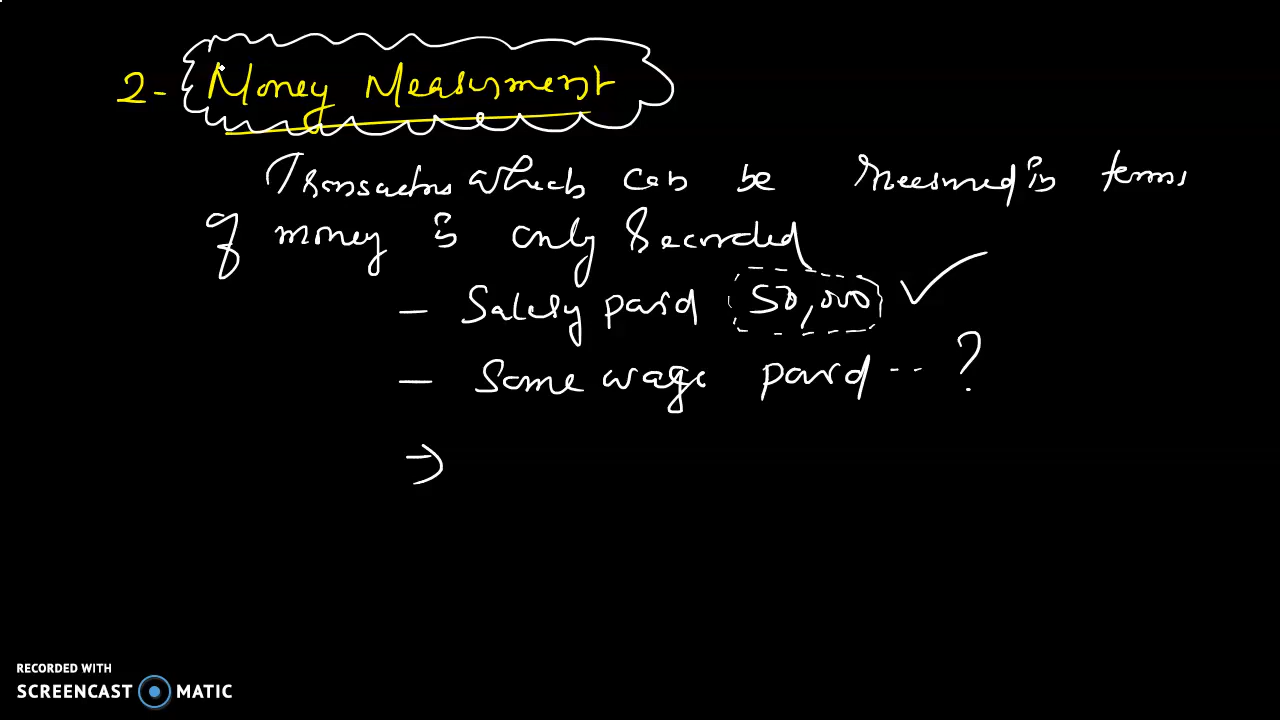 2- Money Measurment
Transactions which can be measured in terms
of money is only recorded
- Salary paid 50,000 ✓
- Some wage paid -- ?
⇒
RECORDED WITH
SCREENCAST MATIC